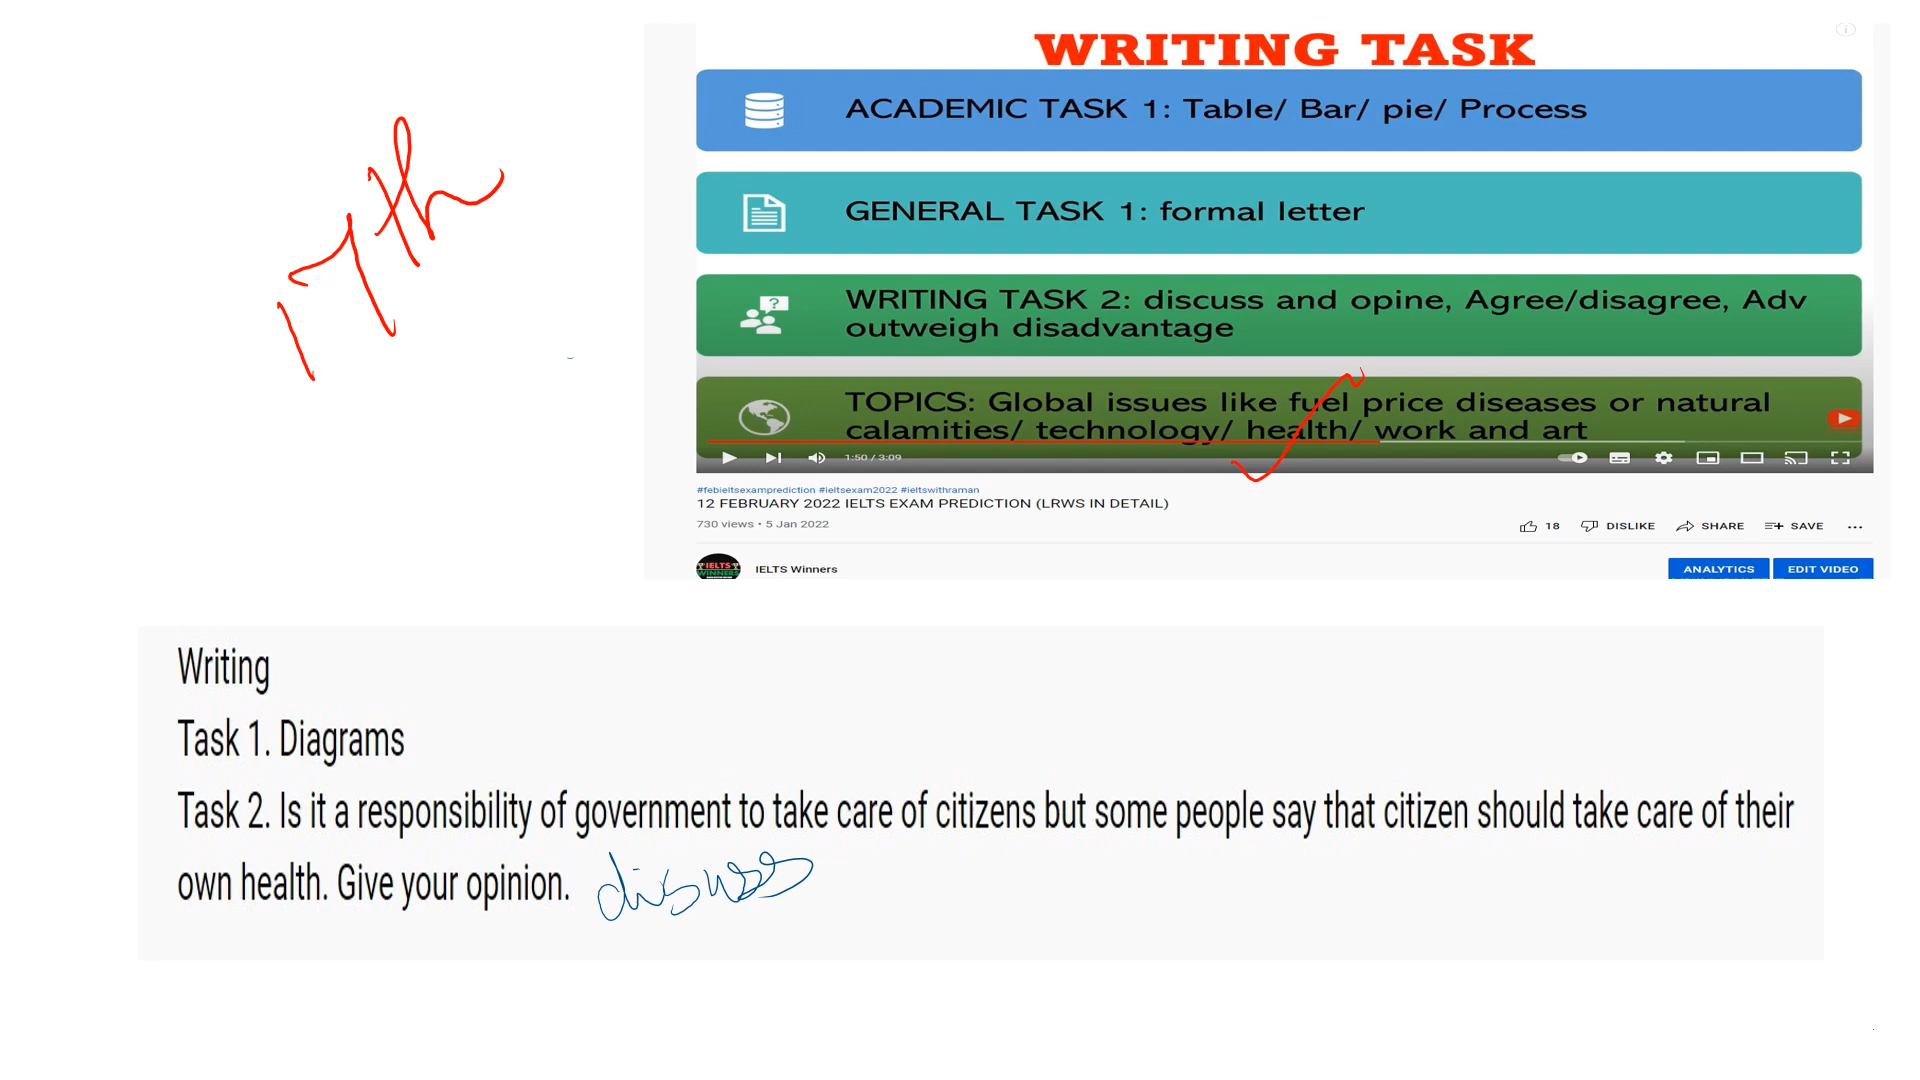 17th
WRITING TASK
ACADEMIC TASK 1: Table/ Bar/ pie/ Process
GENERAL TASK 1: formal letter
WRITING TASK 2: discuss and opine, Agree/disagree, Adv
outweigh disadvantage
TOPICS: Global issues like fuel price diseases or natural
calamities/ technology/ health/ work and art
1:50 / 3:09
#febieltsexamprediction #ieltsexam2022 #ieltswithraman
12 FEBRUARY 2022 IELTS EXAM PREDICTION (LRWS IN DETAIL)
730 views • 5 Jan 2022
18 DISLIKE SHARE SAVE ...
IELTS WINNERS
IELTS Winners
ANALYTICS EDIT VIDEO
Writing
Task 1. Diagrams
Task 2. Is it a responsibility of government to take care of citizens but some people say that citizen should take care of their
own health. Give your opinion. discuss